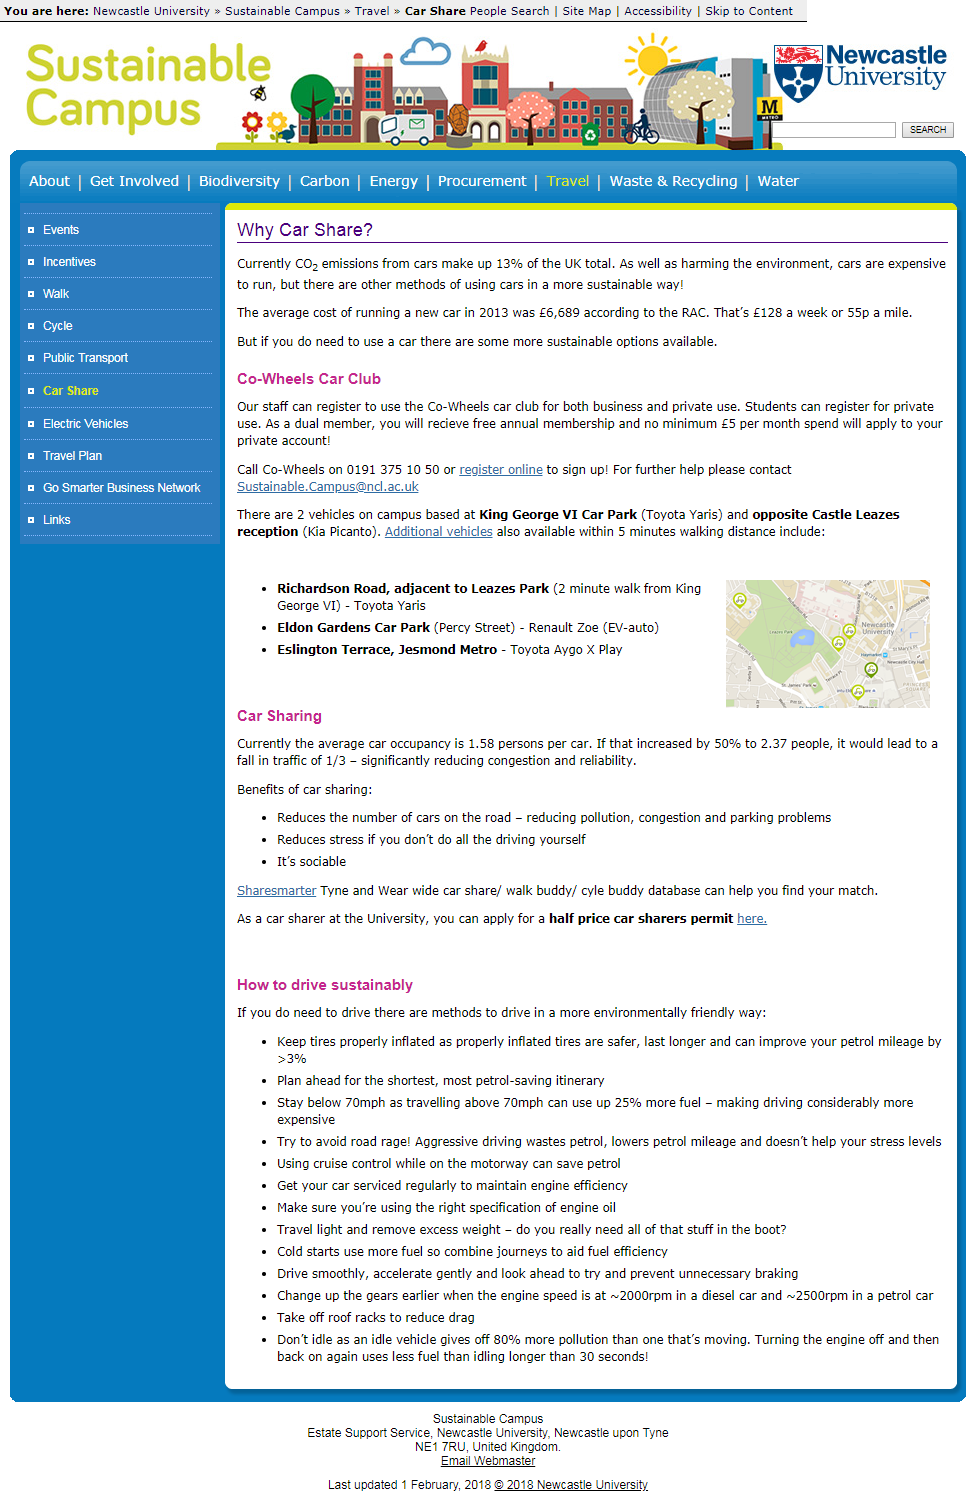 You are here: Newcastle University » Sustainable Campus » Travel » Car Share People Search | Site Map | Accessibility | Skip to Content
Sustainable
Campus
M
METRO
Newcastle
University
SEARCH
About | Get Involved | Biodiversity | Carbon | Energy | Procurement | Travel | Waste & Recycling | Water
Events
Incentives
Walk
Cycle
Public Transport
Car Share
Electric Vehicles
Travel Plan
Go Smarter Business Network
Links
Why Car Share?
Currently CO2 emissions from cars make up 13% of the UK total. As well as harming the environment, cars are expensive
to run, but there are other methods of using cars in a more sustainable way!
The average cost of running a new car in 2013 was £6,689 according to the RAC. That's £128 a week or 55p a mile.
But if you do need to use a car there are some more sustainable options available.
Co-Wheels Car Club
Our staff can register to use the Co-Wheels car club for both business and private use. Students can register for private
use. As a dual member, you will recieve free annual membership and no minimum £5 per month spend will apply to your
private account!
Call Co-Wheels on 0191 375 10 50 or register online to sign up! For further help please contact
Sustainable.Campus@ncl.ac.uk
There are 2 vehicles on campus based at King George VI Car Park (Toyota Yaris) and opposite Castle Leazes
reception (Kia Picanto). Additional vehicles also available within 5 minutes walking distance include:
• Richardson Road, adjacent to Leazes Park (2 minute walk from King
George VI) - Toyota Yaris
• Eldon Gardens Car Park (Percy Street) - Renault Zoe (EV-auto)
• Eslington Terrace, Jesmond Metro - Toyota Aygo X Play
Newcastle
University
Car Sharing
Currently the average car occupancy is 1.58 persons per car. If that increased by 50% to 2.37 people, it would lead to a
fall in traffic of 1/3 – significantly reducing congestion and reliability.
Benefits of car sharing:
• Reduces the number of cars on the road – reducing pollution, congestion and parking problems
• Reduces stress if you don't do all the driving yourself
• It's sociable
Sharesmarter Tyne and Wear wide car share/ walk buddy/ cyle buddy database can help you find your match.
As a car sharer at the University, you can apply for a half price car sharers permit here.
How to drive sustainably
If you do need to drive there are methods to drive in a more environmentally friendly way:
• Keep tires properly inflated as properly inflated tires are safer, last longer and can improve your petrol mileage by
>3%
• Plan ahead for the shortest, most petrol-saving itinerary
• Stay below 70mph as travelling above 70mph can use up 25% more fuel – making driving considerably more
expensive
• Try to avoid road rage! Aggressive driving wastes petrol, lowers petrol mileage and doesn't help your stress levels
• Using cruise control while on the motorway can save petrol
• Get your car serviced regularly to maintain engine efficiency
• Make sure you're using the right specification of engine oil
• Travel light and remove excess weight – do you really need all of that stuff in the boot?
• Cold starts use more fuel so combine journeys to aid fuel efficiency
• Drive smoothly, accelerate gently and look ahead to try and prevent unnecessary braking
• Change up the gears earlier when the engine speed is at ~2000rpm in a diesel car and ~2500rpm in a petrol car
• Take off roof racks to reduce drag
• Don't idle as an idle vehicle gives off 80% more pollution than one that's moving. Turning the engine off and then
back on again uses less fuel than idling longer than 30 seconds!
Sustainable Campus
Estate Support Service, Newcastle University, Newcastle upon Tyne
NE1 7RU, United Kingdom.
Email Webmaster
Last updated 1 February, 2018 © 2018 Newcastle University